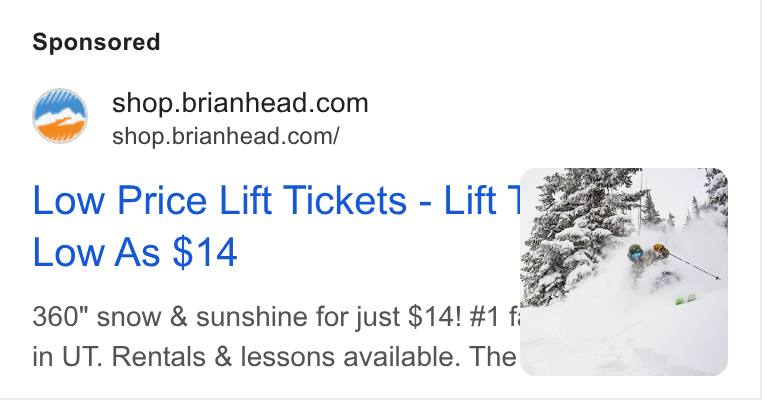 Sponsored
shop.brianhead.com
shop.brianhead.com/
Low Price Lift Tickets - Lift
Low As $14
360" snow & sunshine for just $14! #1
in UT. Rentals & lessons available. The